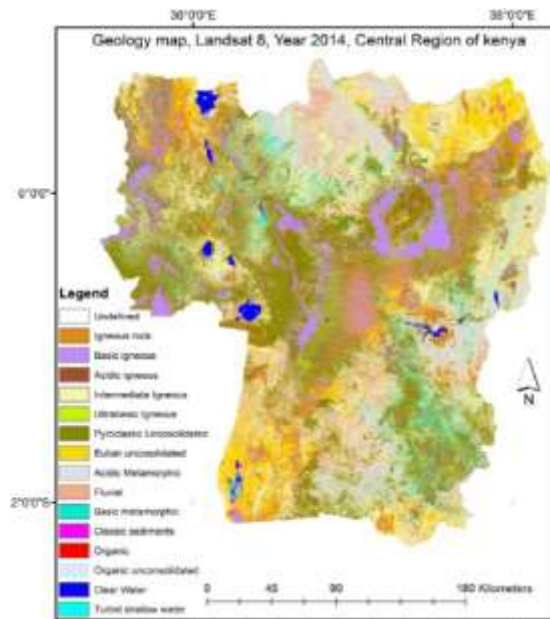 36°0'0"E
38°0'0"E
Geology map, Landsat 8, Year 2014, Central Region of kenya
0°0'0"
Legend
Undefined
Igneous rock
Basic igneous
Acidic igneous
Intermediate Igneous
Ultrabasic Igneous
Pyroclastic Unconsolidated
Eolian unconsolidated
Acidic Metamorphic
Fluvial
Basic metamorphic
Classic sediments
Organic
Organic unconsolidated
Clear Water
Turbid shallow water
N
2°0'0"S
0 45 90 180 Kilometers